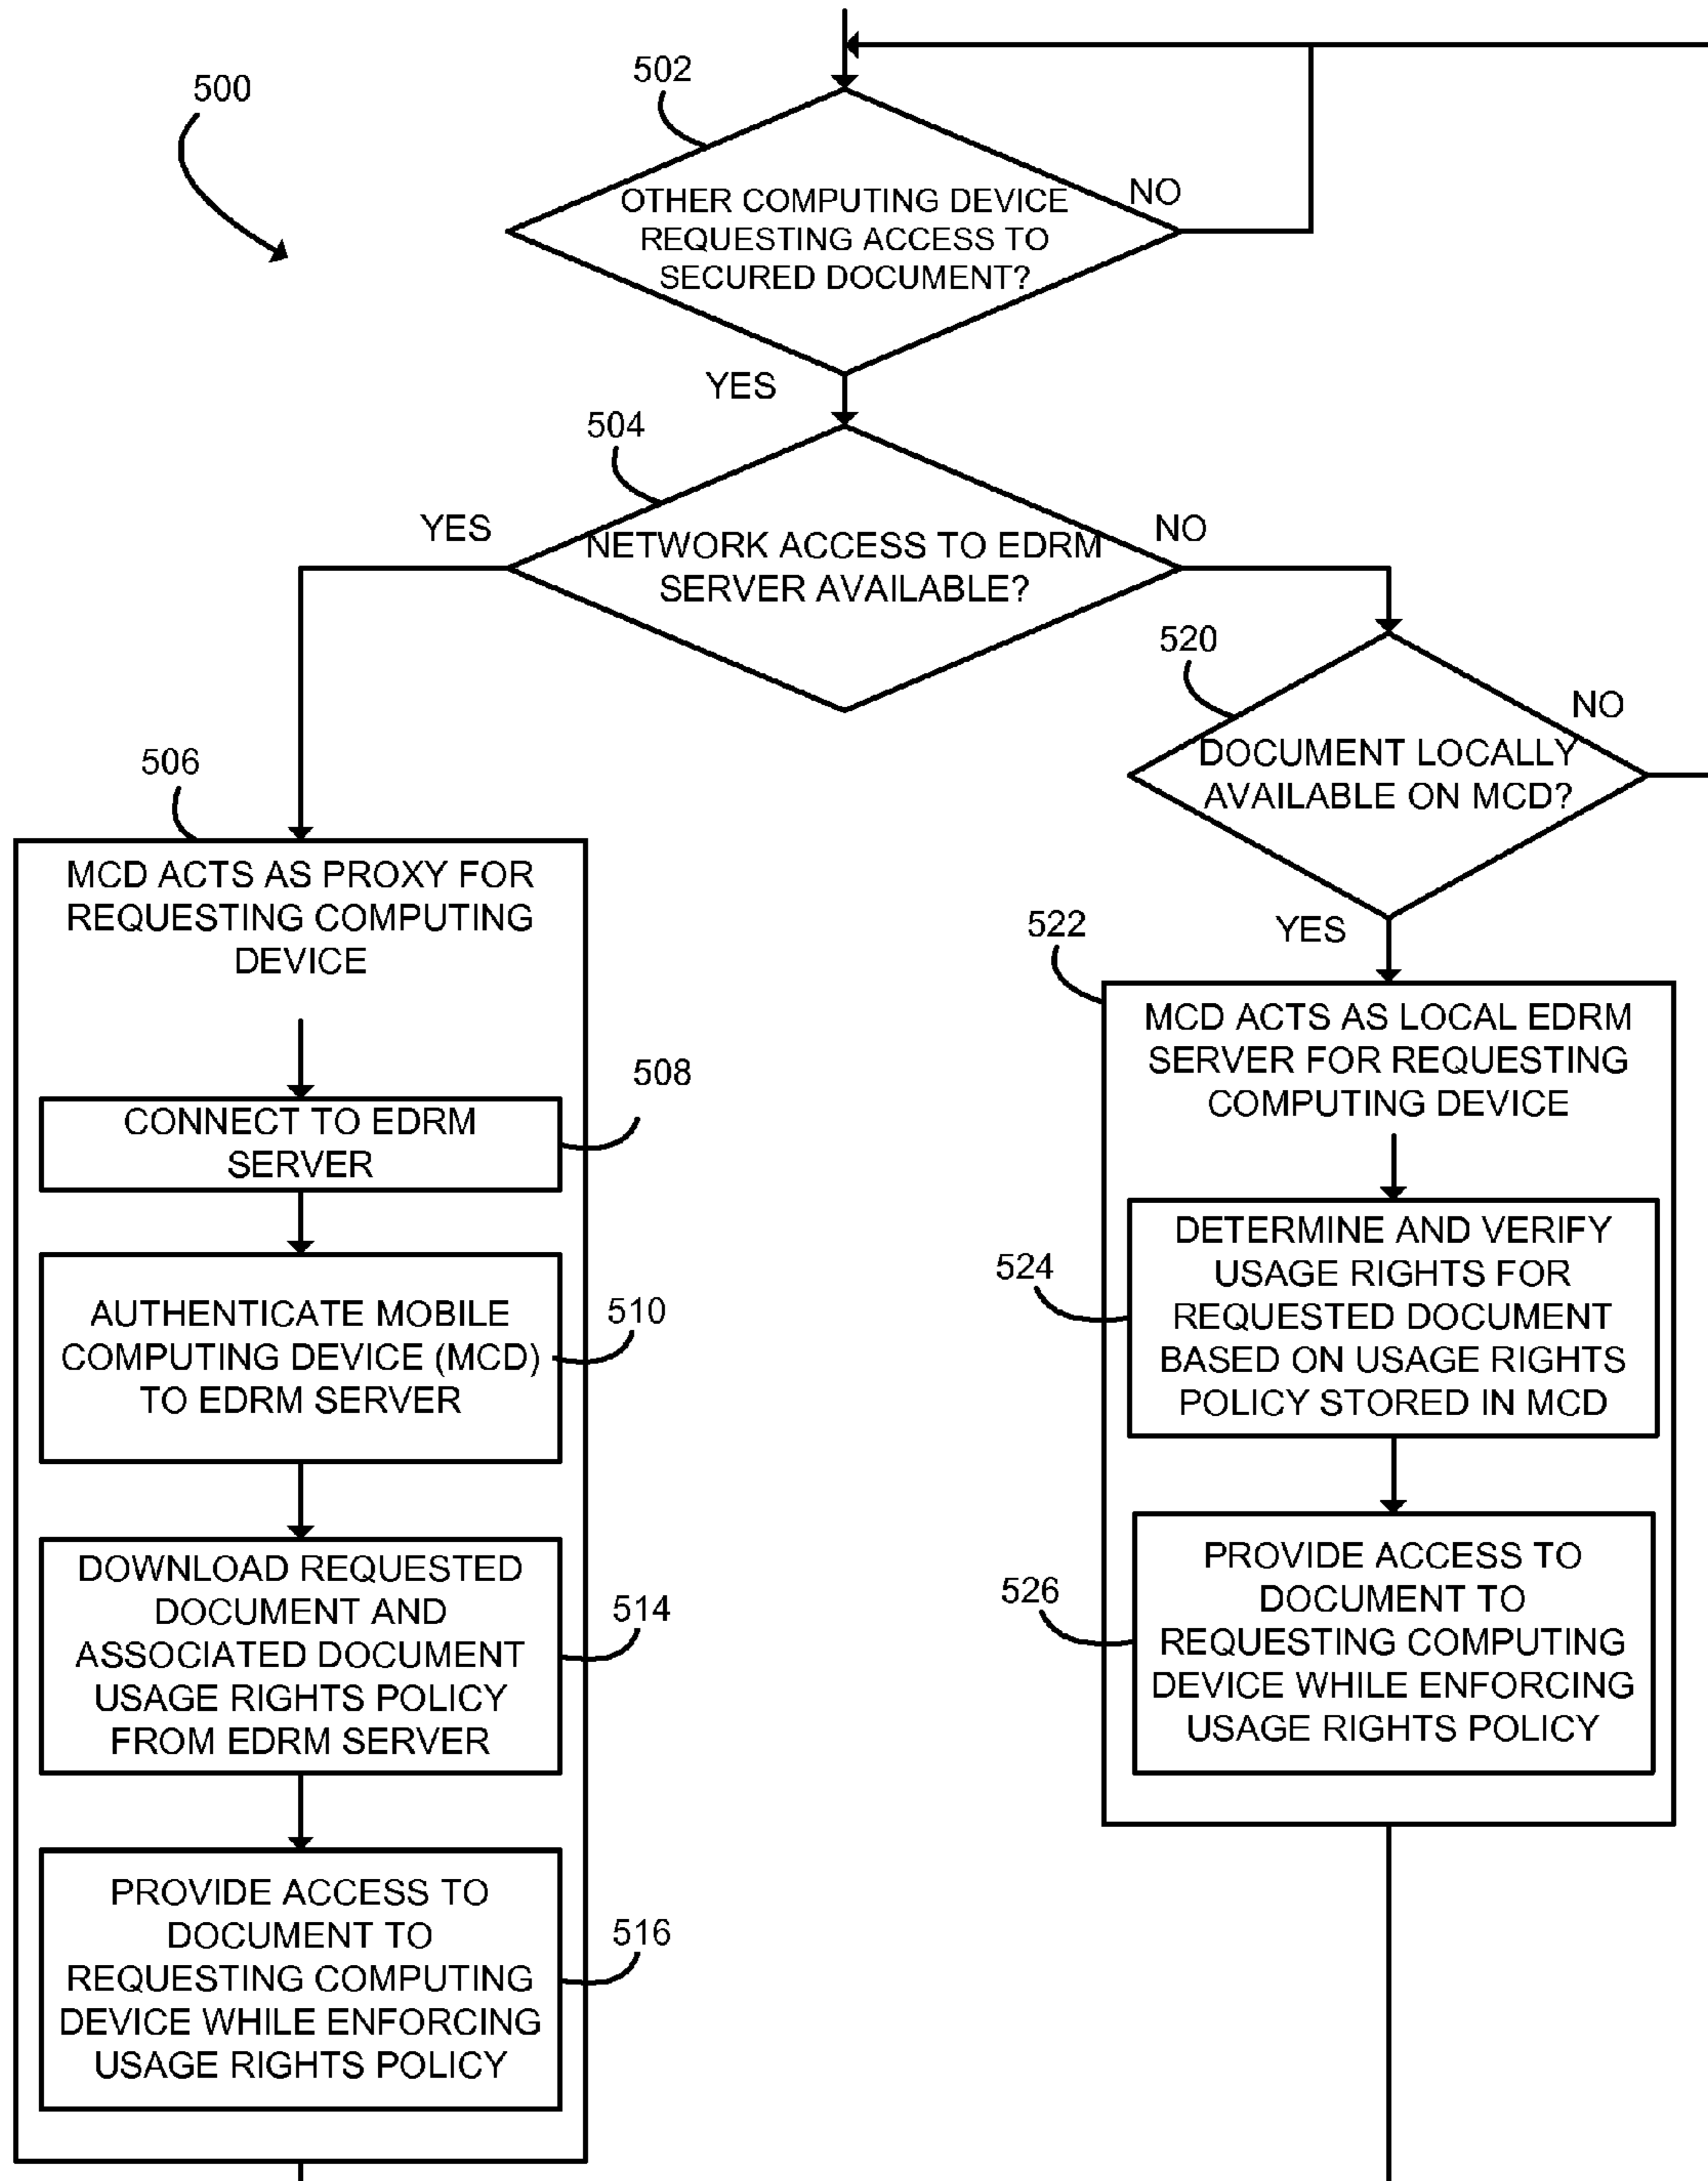 500
502
OTHER COMPUTING DEVICE
REQUESTING ACCESS TO
SECURED DOCUMENT?
NO
YES
504
NETWORK ACCESS TO EDRM
SERVER AVAILABLE?
YES
NO
520
DOCUMENT LOCALLY
AVAILABLE ON MCD?
NO
YES
506
MCD ACTS AS PROXY FOR
REQUESTING COMPUTING
DEVICE
508
CONNECT TO EDRM
SERVER
510
AUTHENTICATE MOBILE
COMPUTING DEVICE (MCD)
TO EDRM SERVER
514
DOWNLOAD REQUESTED
DOCUMENT AND
ASSOCIATED DOCUMENT
USAGE RIGHTS POLICY
FROM EDRM SERVER
516
PROVIDE ACCESS TO
DOCUMENT TO
REQUESTING COMPUTING
DEVICE WHILE ENFORCING
USAGE RIGHTS POLICY
522
MCD ACTS AS LOCAL EDRM
SERVER FOR REQUESTING
COMPUTING DEVICE
524
DETERMINE AND VERIFY
USAGE RIGHTS FOR
REQUESTED DOCUMENT
BASED ON USAGE RIGHTS
POLICY STORED IN MCD
526
PROVIDE ACCESS TO
DOCUMENT TO
REQUESTING COMPUTING
DEVICE WHILE ENFORCING
USAGE RIGHTS POLICY